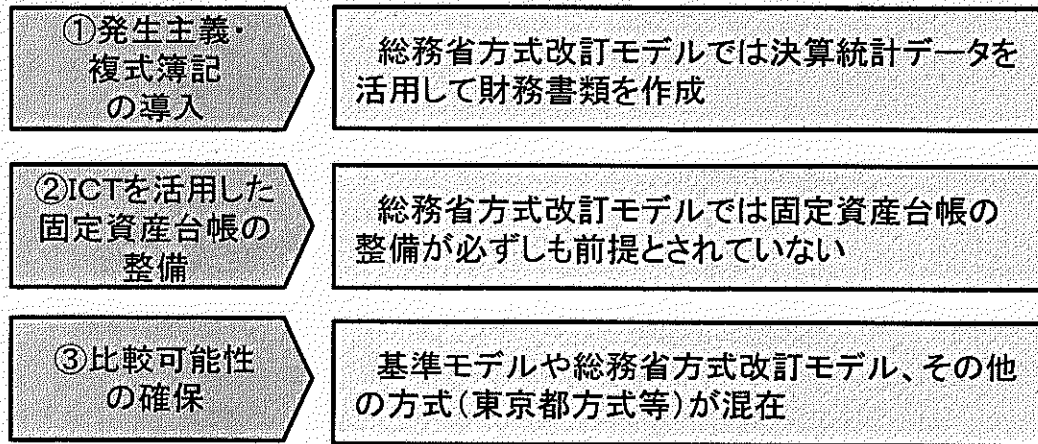 ①発生主義・
複式簿記
の導入
総務省方式改訂モデルでは決算統計データを
活用して財務書類を作成
②ICTを活用した
固定資産台帳の
整備
総務省方式改訂モデルでは固定資産台帳の
整備が必ずしも前提とされていない
③比較可能性
の確保
基準モデルや総務省方式改訂モデル、その他
の方式(東京都方式等)が混在